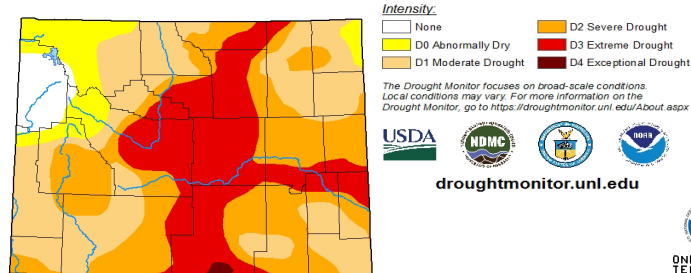 Intensity:
None
D0 Abnormally Dry
D1 Moderate Drought
D2 Severe Drought
D3 Extreme Drought
D4 Exceptional Drought
The Drought Monitor focuses on broad-scale conditions.
Local conditions may vary. For more information on the
Drought Monitor, go to https://droughtmonitor.unl.edu/About.aspx
USDA
NDMC
NOAA
droughtmonitor.unl.edu